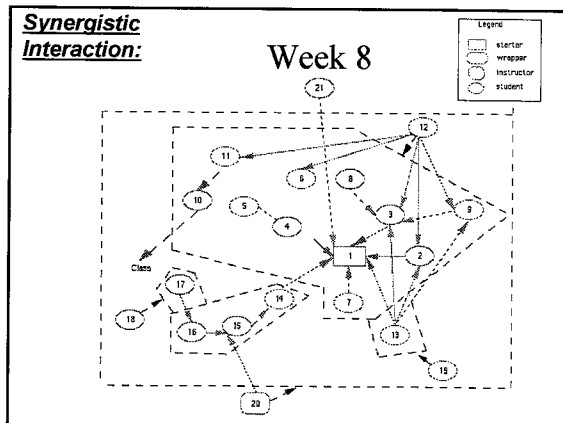 Synergistic
Interaction:
Week 8
Legend
starter
wrapper
instructor
student
21
12
11
6
8
10
5
3
9
4
1
2
Class
17
14
7
18
16
15
13
19
20